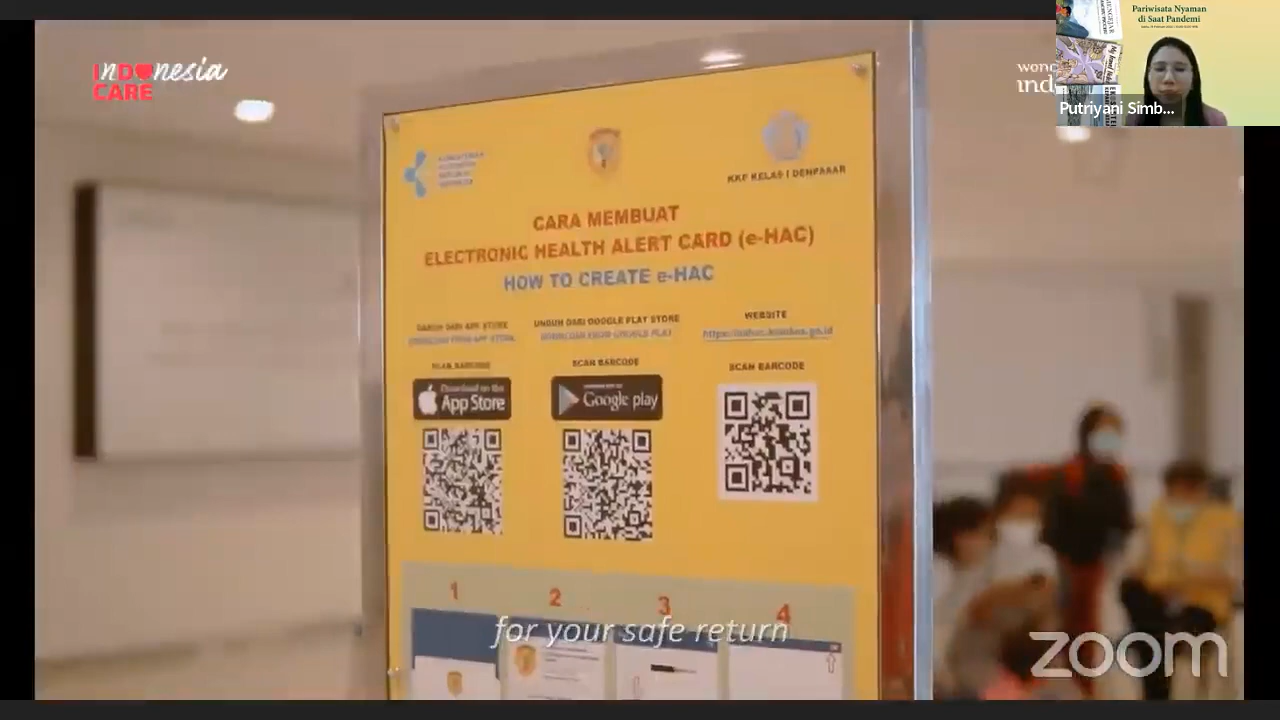 INDOnesia
CARE
Pariwisata Nyaman
di Saat Pandemi
Putriyani Simb...
KKP KELAS I DENPASAR
CARA MEMBUAT
ELECTRONIC HEALTH ALERT CARD (e-HAC)
HOW TO CREATE e-HAC
UNDUH DARI APP STORE
DOWNLOAD FROM APP STORE
SCAN BARCODE
Download on the
App Store
UNDUH DARI GOOGLE PLAY STORE
DOWNLOAD FROM GOOGLE PLAY
SCAN BARCODE
Google play
WEBSITE
SCAN BARCODE
1
2
3
4
for your safe return
zoom